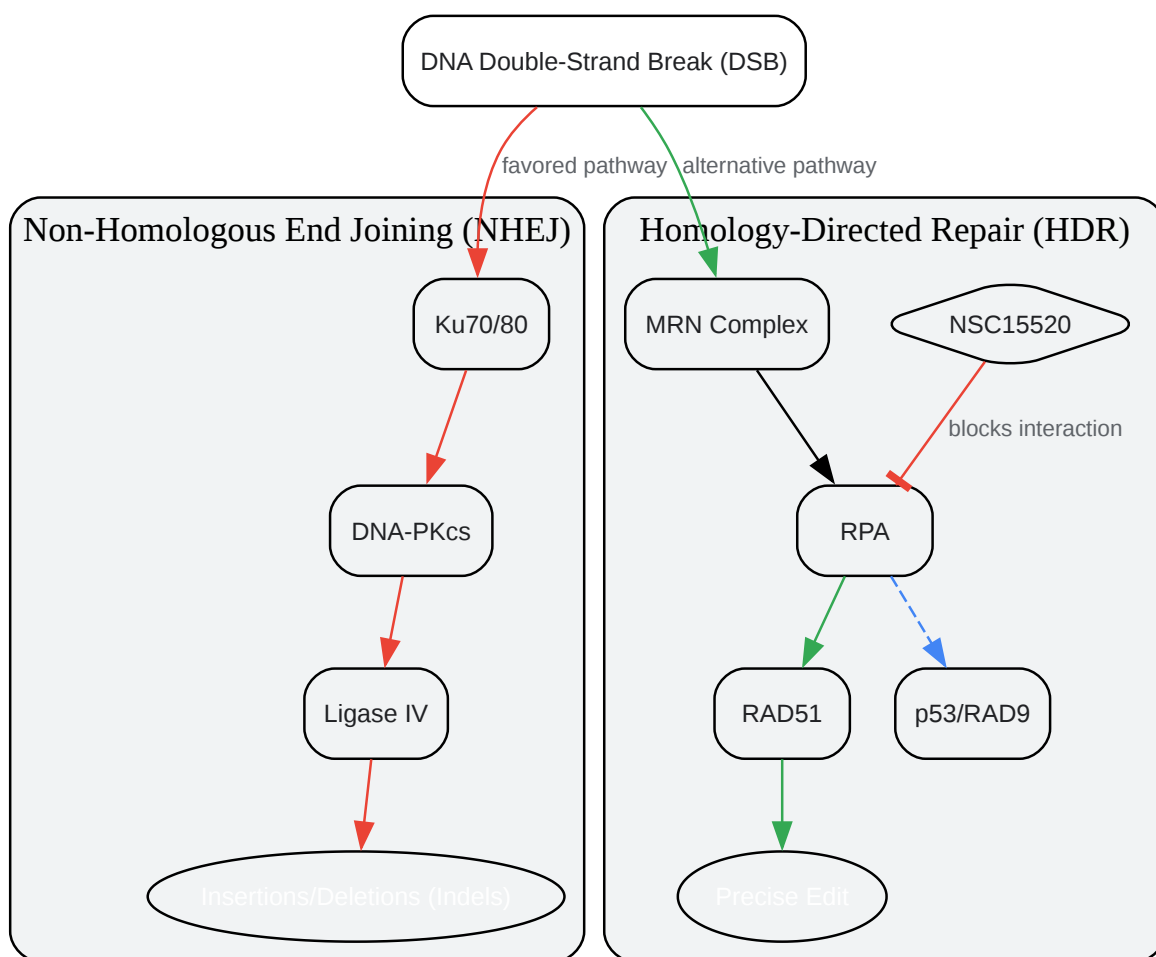 DNA Double-Strand Break (DSB)
favored pathway
alternative pathway
Non-Homologous End Joining (NHEJ)
Homology-Directed Repair (HDR)
Ku70/80
MRN Complex
NSC15520
blocks interaction
DNA-PKcs
RPA
Ligase IV
RAD51
p53/RAD9
Insertions/Deletions (Indels)
Precise Edit